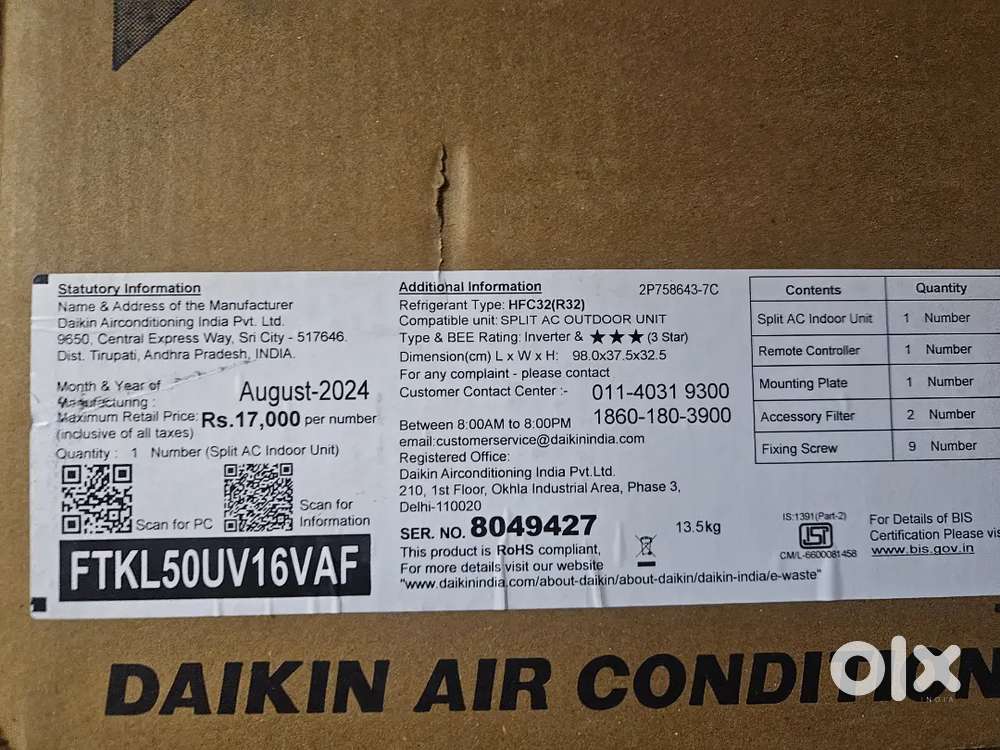 Statutory Information
Name & Address of the Manufacturer
Daikin Airconditioning India Pvt. Ltd.
9650, Central Express Way, Sri City - 517646.
Dist. Tirupati, Andhra Pradesh, INDIA.
Month & Year of
Manufacturing :
August-2024
Maximum Retail Price: Rs.17,000 per number
(inclusive of all taxes)
Quantity : 1 Number (Split AC Indoor Unit)
Scan for PC
Scan for
Information
FTKL50UV16VAF
Additional Information
2P758643-7C
Refrigerant Type: HFC32(R32)
Compatible unit: SPLIT AC OUTDOOR UNIT
Type & BEE Rating: Inverter & ★★★ (3 Star)
Dimension(cm) L x W x H: 98.0x37.5x32.5
For any complaint - please contact
Customer Contact Center :- 011-4031 9300
Between 8:00AM to 8:00PM 1860-180-3900
email:customerservice@daikinindia.com
Registered Office:
Daikin Airconditioning India Pvt.Ltd.
210, 1st Floor, Okhla Industrial Area, Phase 3,
Delhi-110020
SER. NO. 8049427
13.5kg
This product is RoHS compliant,
For more details visit our website
"www.daikinindia.com/about-daikin/about-daikin/daikin-india/e-waste"
Contents Quantity
Split AC Indoor Unit 1 Number
Remote Controller 1 Number
Mounting Plate 1 Number
Accessory Filter 2 Number
Fixing Screw 9 Number
IS:1391(Part-2)
ISI
CM/L-6600081458
For Details of BIS
Certification Please vis
www.bis.gov.in
DAIKIN AIR CONDITION
olx
INDIA